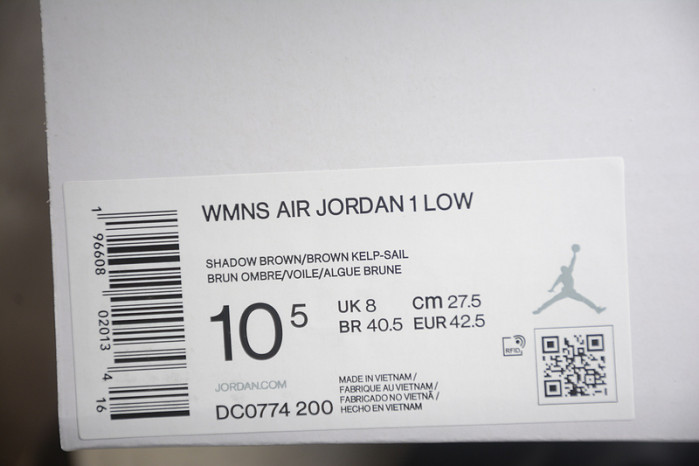 WMNS AIR JORDAN 1 LOW
SHADOW BROWN/BROWN KELP-SAIL
BRUN OMBRE/VOILE/ALGUE BRUNE
10 5
UK 8 cm 27.5
BR 40.5 EUR 42.5
RFID
JORDAN.COM
DC0774 200
MADE IN VIETNAM /
FABRIQUE AU VIETNAM /
FABRICADO NO VIETNÃ /
HECHO EN VIETNAM
1 96608 02013 4 16